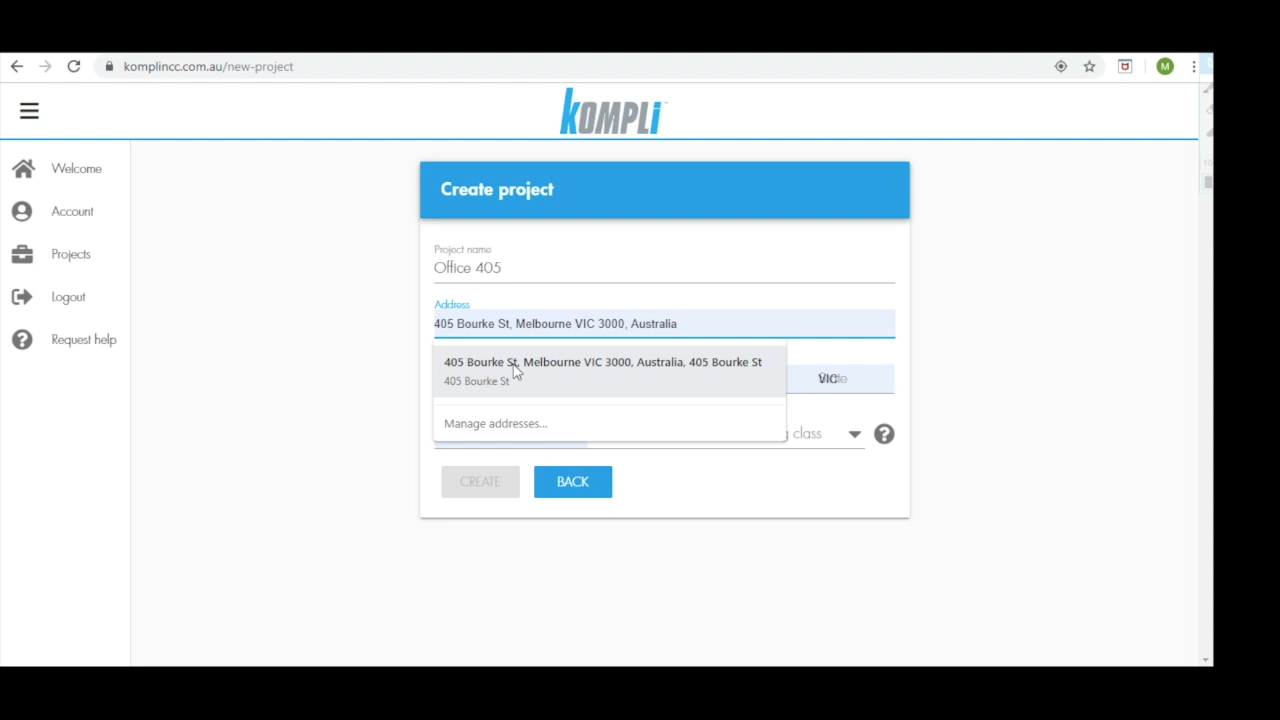 komplincc.com.au/new-project
M
KOMPLi
Welcome
Account
Projects
Logout
Request help
Create project
Project name
Office 405
Address
405 Bourke St, Melbourne VIC 3000, Australia
405 Bourke St, Melbourne VIC 3000, Australia, 405 Bourke St
405 Bourke St
VIC
Manage addresses...
class
CREATE
BACK